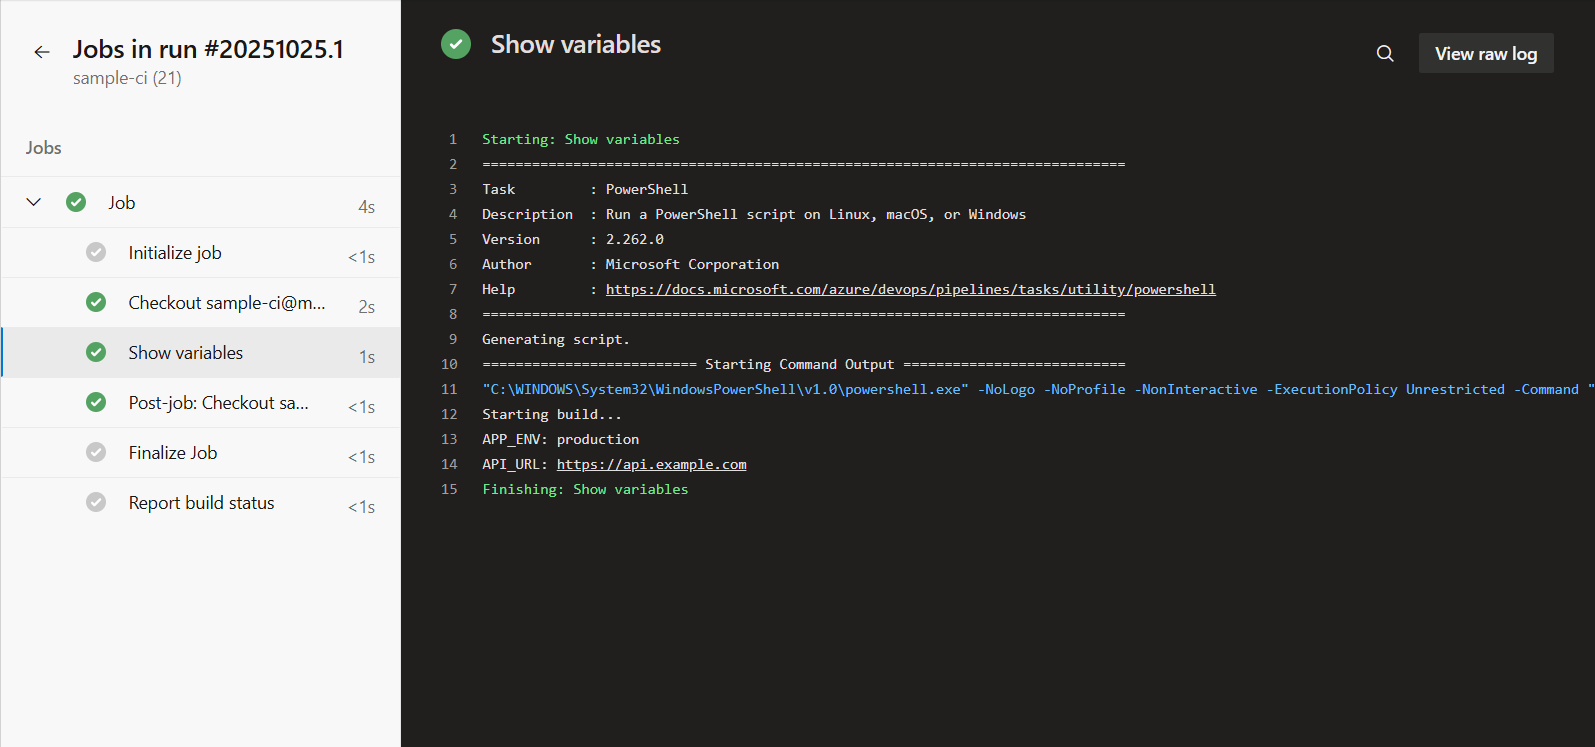 Jobs in run #20251025.1
sample-ci (21)
Jobs
Job 4s
Initialize job <1s
Checkout sample-ci@m... 2s
Show variables 1s
Post-job: Checkout sa... <1s
Finalize Job <1s
Report build status <1s
Show variables
View raw log
1 Starting: Show variables
2 ==============================================================================
3 Task         : PowerShell
4 Description  : Run a PowerShell script on Linux, macOS, or Windows
5 Version      : 2.262.0
6 Author       : Microsoft Corporation
7 Help         : https://docs.microsoft.com/azure/devops/pipelines/tasks/utility/powershell
8 ==============================================================================
9 Generating script.
10 ========================== Starting Command Output ===========================
11 "C:\WINDOWS\System32\WindowsPowerShell\v1.0\powershell.exe" -NoLogo -NoProfile -NonInteractive -ExecutionPolicy Unrestricted -Command "
12 Starting build...
13 APP_ENV: production
14 API_URL: https://api.example.com
15 Finishing: Show variables